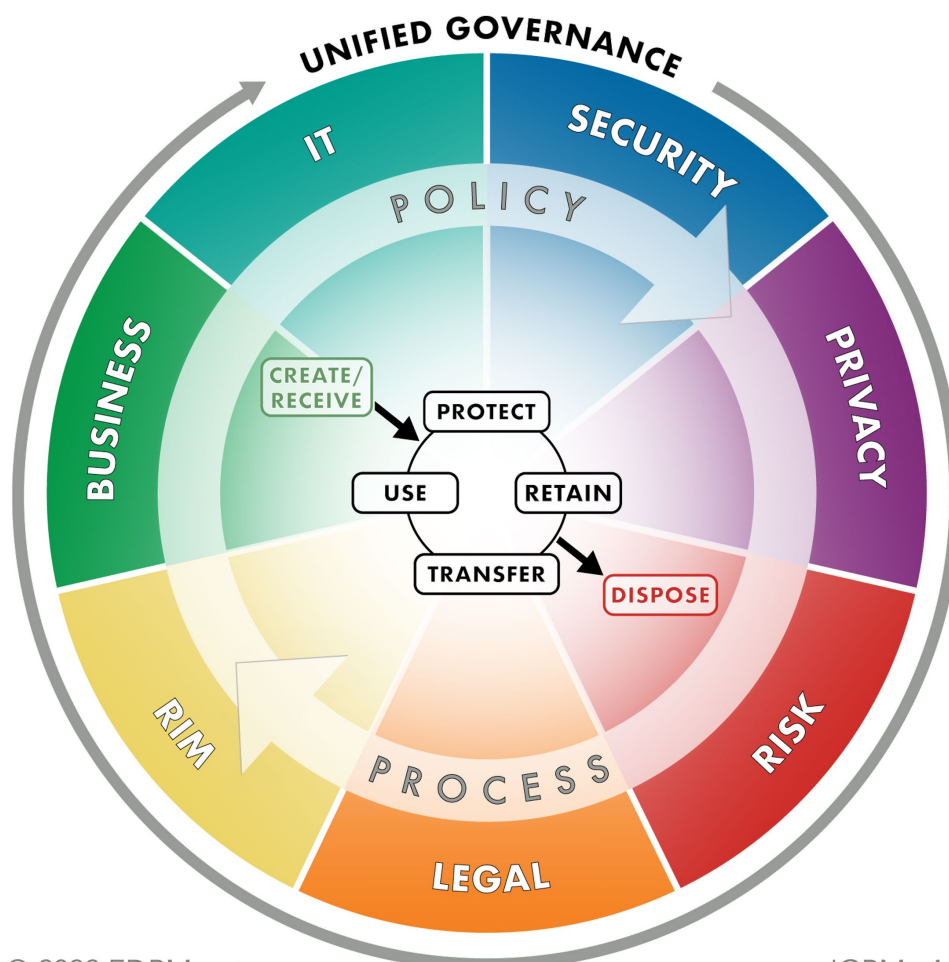 UNIFIED GOVERNANCE
IT
SECURITY
POLICY
PRIVACY
BUSINESS
CREATE/
RECEIVE
PROTECT
USE
RETAIN
TRANSFER
DISPOSE
RIM
RISK
PROCESS
LEGAL